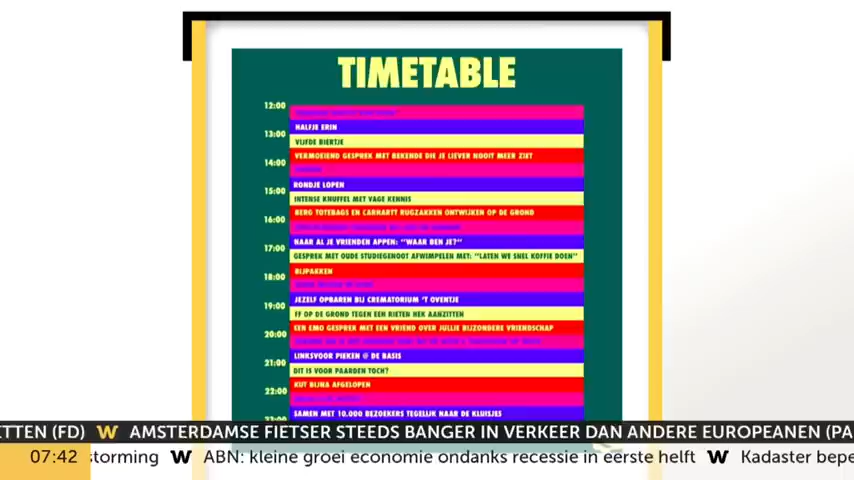 TIMETABLE
12:00
HALFJE ERIN
13:00
VIJFDE BIERTJE
VERMOEIEND GESPREK MET BEKENDE DIE JE LIEVER NOOIT MEER ZIET
14:00
RONDJE LOPEN
15:00
INTENSE KNUFFEL MET VAGE KENNIS
BERG TOTEBAGS EN CARHARTT RUGZAKKEN ONTWIJKEN OP DE GROND
16:00
NAAR AL JE VRIENDEN APPEN: "WAAR BEN JE?"
17:00
GESPREK MET OUDE STUDIEGENOOT AFWIMPELEN MET: "LATEN WE SNEL KOFFIE DOEN"
BIJPAKKEN
18:00
JEZELF OPBAREN BIJ CREMATORIUM 'T OVENTJE
19:00
FF OP DE GROND TEGEN EEN RIETEN HEK AANZITTEN
EEN EMO GESPREK MET EEN VRIEND OVER JULLIE BIJZONDERE VRIENDSCHAP
20:00
LINKSVOOR PIEKEN @ DE BASIS
21:00
DIT IS VOOR PAARDEN TOCH?
KUT BIJNA AFGELOPEN
22:00
SAMEN MET 10.000 BEZOEKERS TEGELIJK NAAR DE KLUISJES
ETTEN (FD) W AMSTERDAMSE FIETSER STEEDS BANGER IN VERKEER DAN ANDERE EUROPEANEN (PA
07:42 storming W ABN: kleine groei economie ondanks recessie in eerste helft W Kadaster bepe